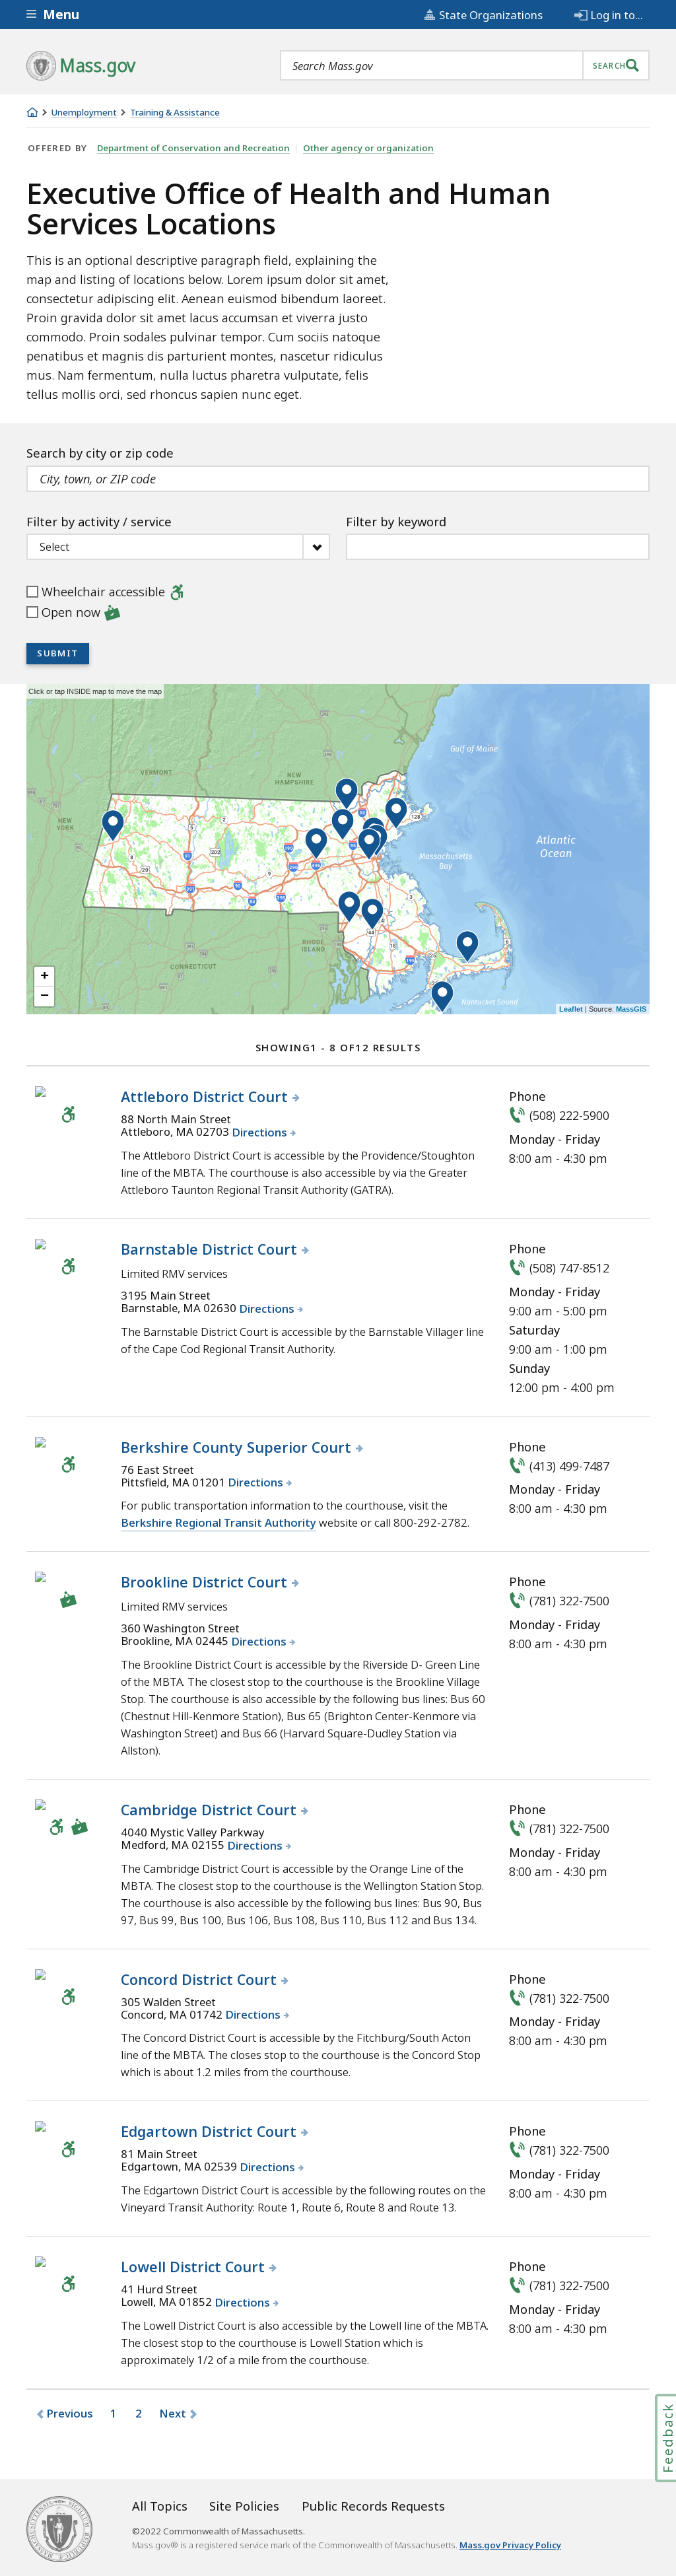 Menu
State Organizations
Log in to...
Mass.gov
Search Mass.gov
SEARCH
Unemployment
Training & Assistance
OFFERED BY
Department of Conservation and Recreation
Other agency or organization
Executive Office of Health and Human
Services Locations
This is an optional descriptive paragraph field, explaining the
map and listing of locations below. Lorem ipsum dolor sit amet,
consectetur adipiscing elit. Aenean euismod bibendum laoreet.
Proin gravida dolor sit amet lacus accumsan et viverra justo
commodo. Proin sodales pulvinar tempor. Cum sociis natoque
penatibus et magnis dis parturient montes, nascetur ridiculus
mus. Nam fermentum, nulla luctus pharetra vulputate, felis
tellus mollis orci, sed rhoncus sapien nunc eget.
Search by city or zip code
City, town, or ZIP code
Filter by activity / service
Filter by keyword
Select
Wheelchair accessible
Open now
SUBMIT
Click or tap INSIDE map to move the map
Gulf of Maine
VERMONT
NEW
HAMPSHIRE
NEW
YORK
Atlantic
Ocean
Massachusetts
Bay
RHODE
ISLAND
CONNECTICUT
Nantucket Sound
+
−
Leaflet | Source: MassGIS
SHOWING1 - 8 OF12 RESULTS
Attleboro District Court
88 North Main Street
Attleboro, MA 02703 Directions
The Attleboro District Court is accessible by the Providence/Stoughton
line of the MBTA. The courthouse is also accessible by via the Greater
Attleboro Taunton Regional Transit Authority (GATRA).
Phone
(508) 222-5900
Monday - Friday
8:00 am - 4:30 pm
Barnstable District Court
Limited RMV services
3195 Main Street
Barnstable, MA 02630 Directions
The Barnstable District Court is accessible by the Barnstable Villager line
of the Cape Cod Regional Transit Authority.
Phone
(508) 747-8512
Monday - Friday
9:00 am - 5:00 pm
Saturday
9:00 am - 1:00 pm
Sunday
12:00 pm - 4:00 pm
Berkshire County Superior Court
76 East Street
Pittsfield, MA 01201 Directions
For public transportation information to the courthouse, visit the
Berkshire Regional Transit Authority website or call 800-292-2782.
Phone
(413) 499-7487
Monday - Friday
8:00 am - 4:30 pm
Brookline District Court
Limited RMV services
360 Washington Street
Brookline, MA 02445 Directions
The Brookline District Court is accessible by the Riverside D- Green Line
of the MBTA. The closest stop to the courthouse is the Brookline Village
Stop. The courthouse is also accessible by the following bus lines: Bus 60
(Chestnut Hill-Kenmore Station), Bus 65 (Brighton Center-Kenmore via
Washington Street) and Bus 66 (Harvard Square-Dudley Station via
Allston).
Phone
(781) 322-7500
Monday - Friday
8:00 am - 4:30 pm
Cambridge District Court
4040 Mystic Valley Parkway
Medford, MA 02155 Directions
The Cambridge District Court is accessible by the Orange Line of the
MBTA. The closest stop to the courthouse is the Wellington Station Stop.
The courthouse is also accessible by the following bus lines: Bus 90, Bus
97, Bus 99, Bus 100, Bus 106, Bus 108, Bus 110, Bus 112 and Bus 134.
Phone
(781) 322-7500
Monday - Friday
8:00 am - 4:30 pm
Concord District Court
305 Walden Street
Concord, MA 01742 Directions
The Concord District Court is accessible by the Fitchburg/South Acton
line of the MBTA. The closes stop to the courthouse is the Concord Stop
which is about 1.2 miles from the courthouse.
Phone
(781) 322-7500
Monday - Friday
8:00 am - 4:30 pm
Edgartown District Court
81 Main Street
Edgartown, MA 02539 Directions
The Edgartown District Court is accessible by the following routes on the
Vineyard Transit Authority: Route 1, Route 6, Route 8 and Route 13.
Phone
(781) 322-7500
Monday - Friday
8:00 am - 4:30 pm
Lowell District Court
41 Hurd Street
Lowell, MA 01852 Directions
The Lowell District Court is also accessible by the Lowell line of the MBTA.
The closest stop to the courthouse is Lowell Station which is
approximately 1/2 of a mile from the courthouse.
Phone
(781) 322-7500
Monday - Friday
8:00 am - 4:30 pm
Previous
1
2
Next
Feedback
All Topics
Site Policies
Public Records Requests
©2022 Commonwealth of Massachusetts.
Mass.gov® is a registered service mark of the Commonwealth of Massachusetts. Mass.gov Privacy Policy